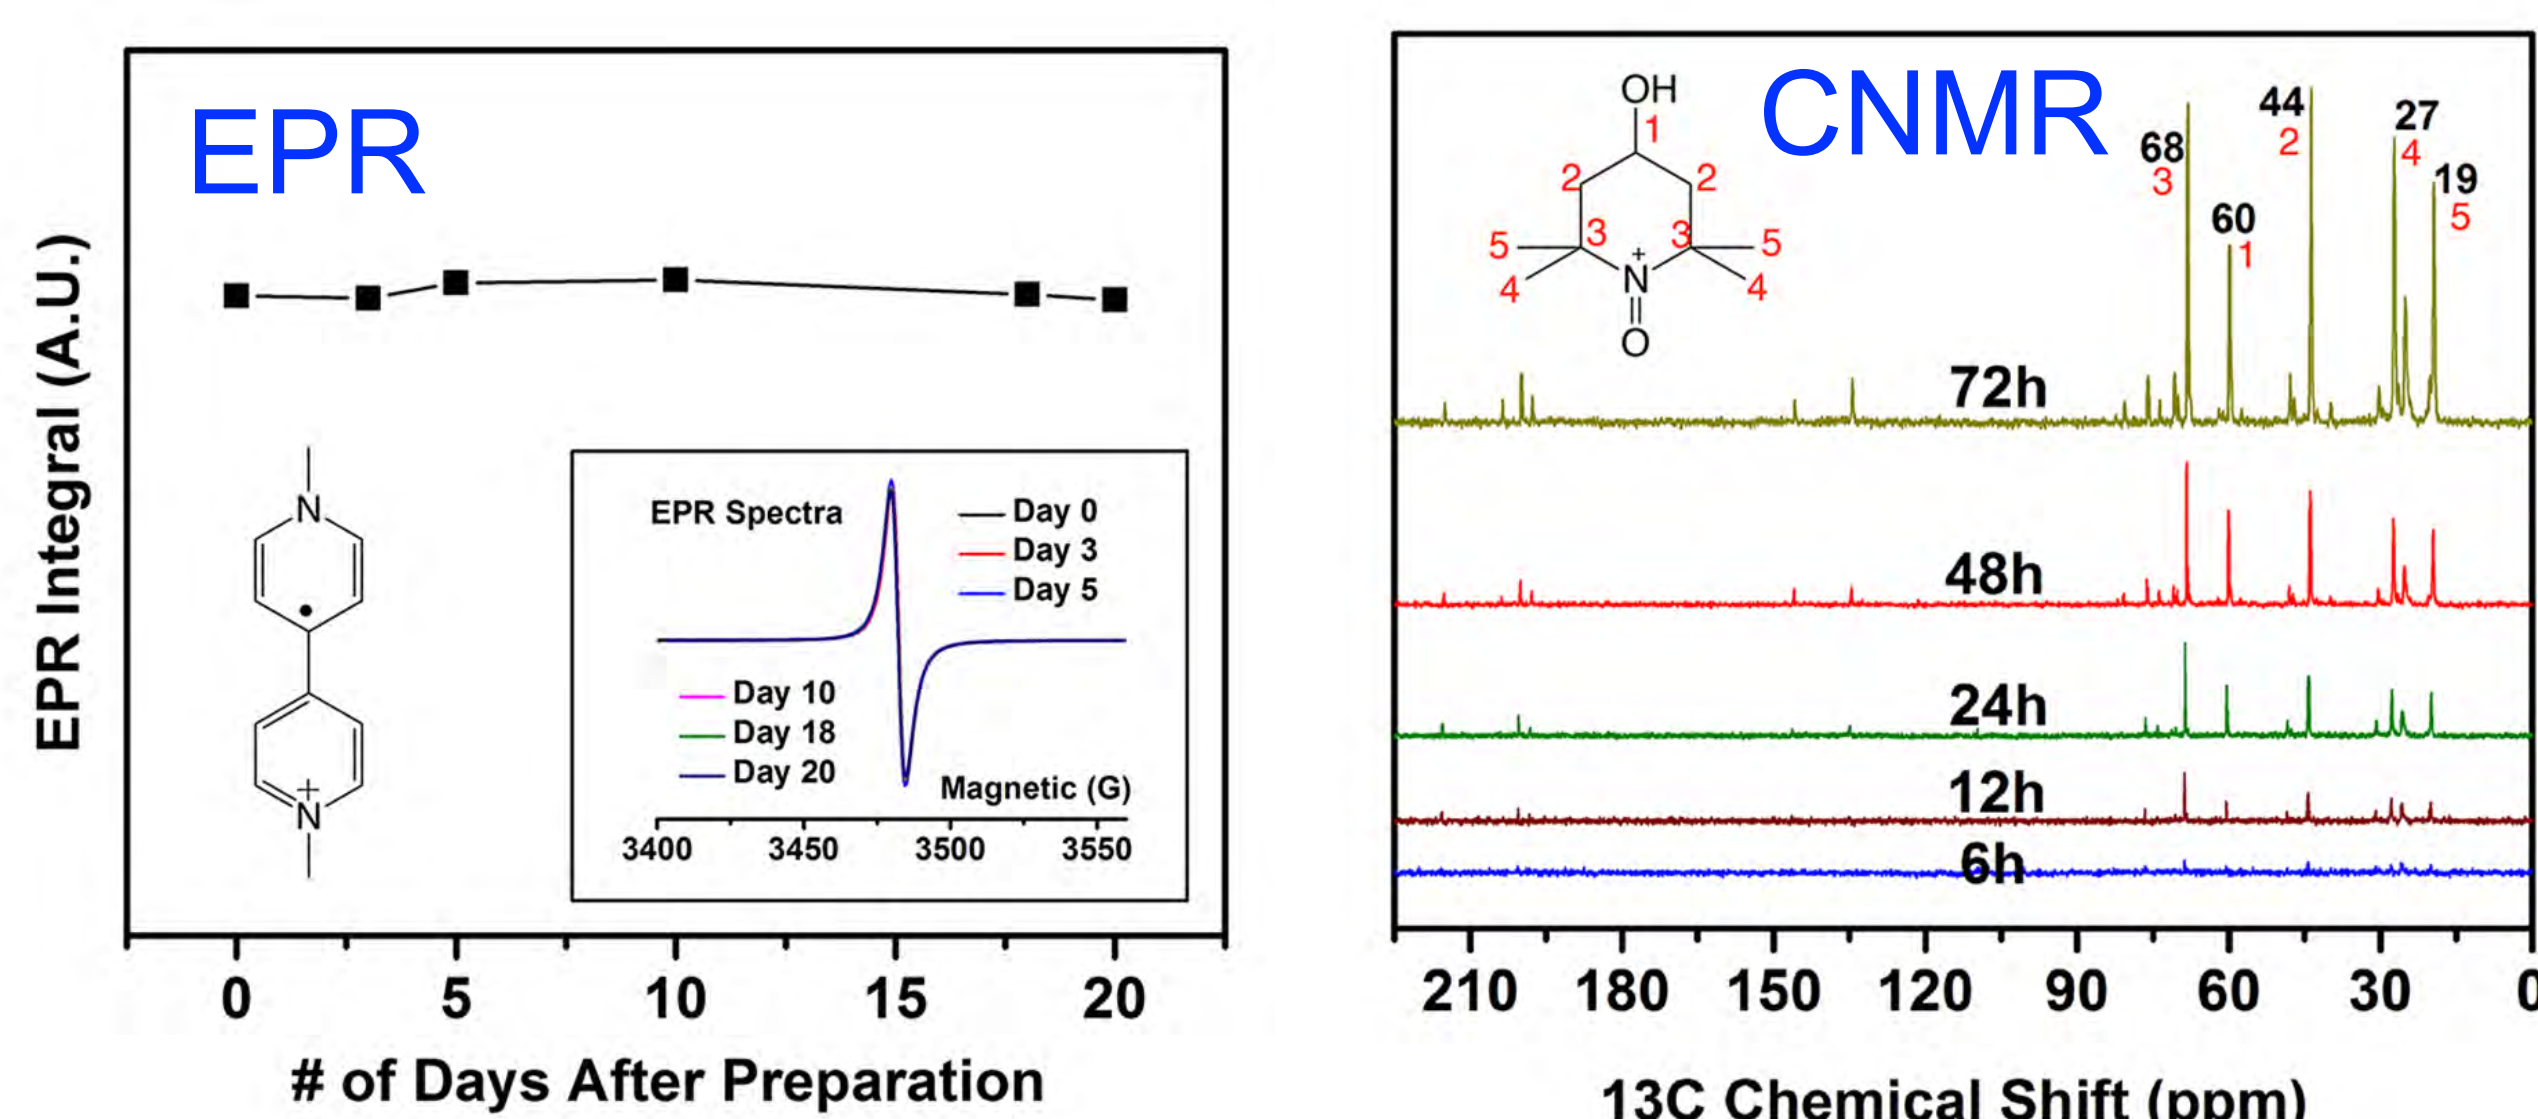 EPR
EPR Integral (A.U.)
N
+
N
EPR Spectra
Day 0
Day 3
Day 5
Day 10
Day 18
Day 20
Magnetic (G)
3400 3450 3500 3550
0 5 10 15 20
# of Days After Preparation
CNMR
OH
1
2 2
3 3
5 5
4 4
+
N
O
68
3
60
1
44
2
27
4
19
5
72h
48h
24h
12h
6h
210 180 150 120 90 60 30 0
13C Chemical Shift (ppm)